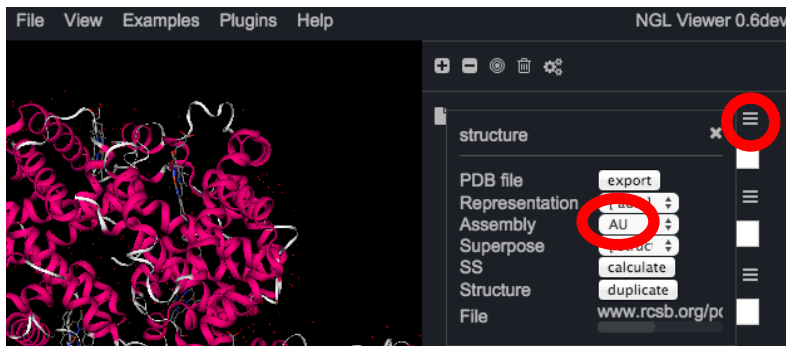 File View Examples Plugins Help NGL Viewer 0.6dev
structure
PDB file export
Representation
Assembly AU
Superpose
SS calculate
Structure duplicate
File www.rcsb.org/